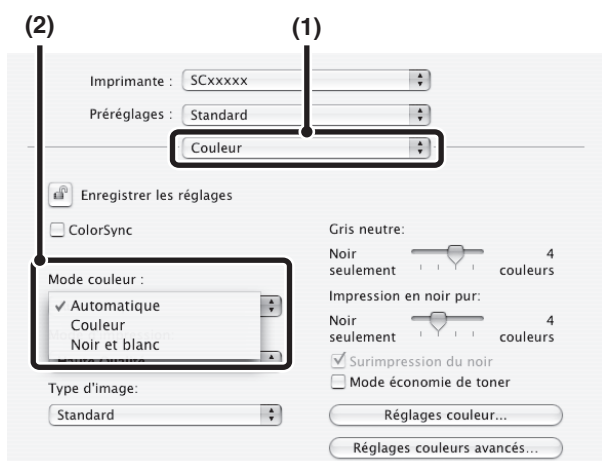 (2)
(1)
Imprimante : SCxxxxx
Préréglages : Standard
Couleur
Enregistrer les réglages
ColorSync
Mode couleur :
✓ Automatique
Couleur
Noir et blanc
Type d'image:
Standard
Gris neutre:
Noir seulement
4 couleurs
Impression en noir pur:
Noir seulement
4 couleurs
Surimpression du noir
Mode économie de toner
Réglages couleur...
Réglages couleurs avancés...